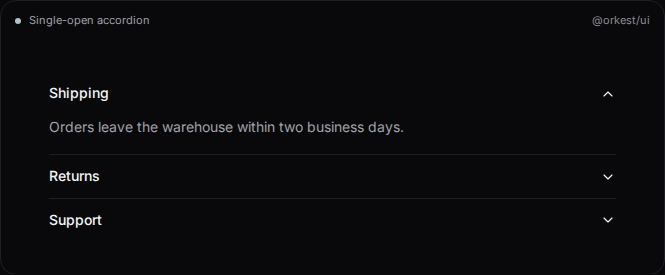 Single-open accordion
@orkest/ui
Shipping
Orders leave the warehouse within two business days.
Returns
Support